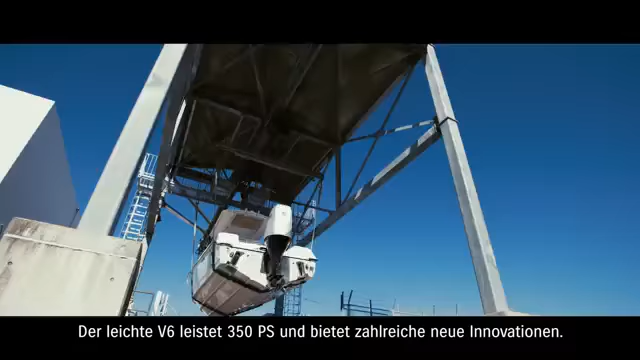 Der leichte V6 leistet 350 PS und bietet zahlreiche neue Innovationen.